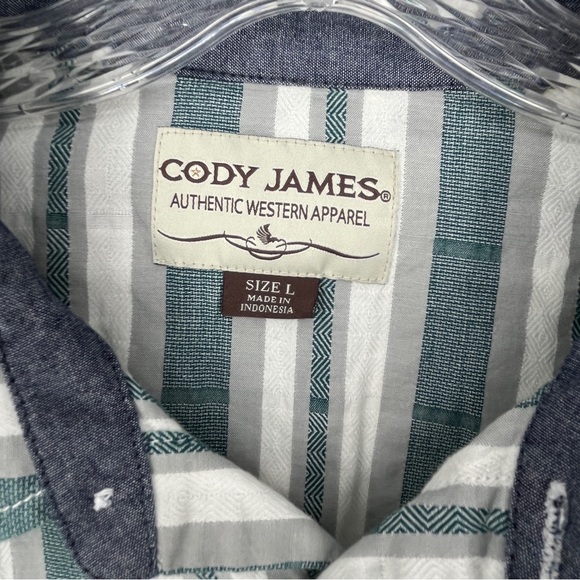 CODY JAMES®
AUTHENTIC WESTERN APPAREL
SIZE L
MADE IN
INDONESIA